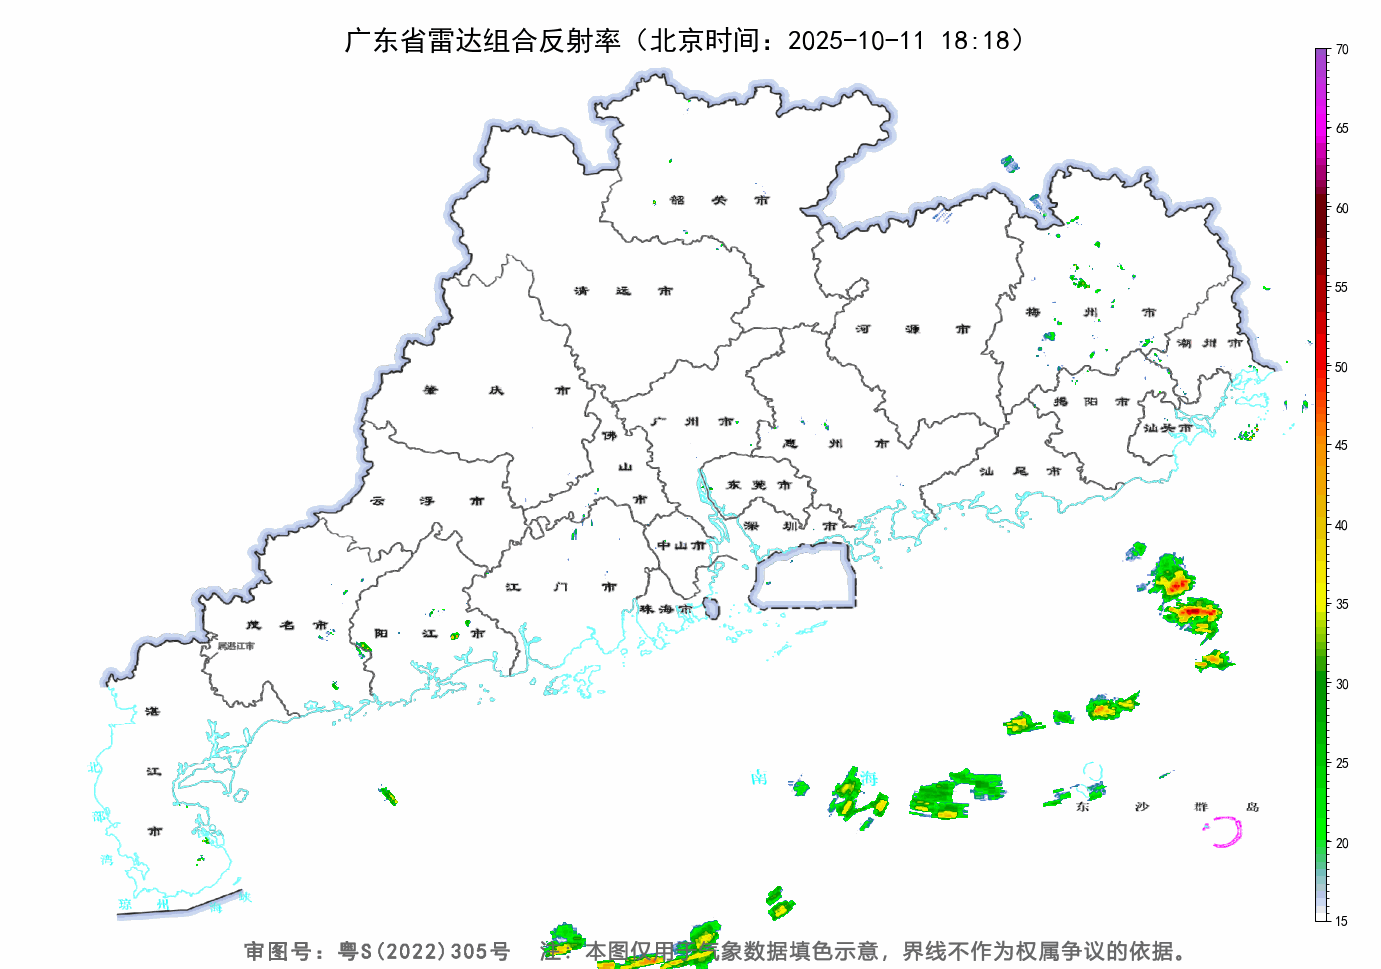 广东省雷达组合反射率（北京时间：2025-10-11 18:18）
70
65
60
55
50
45
40
35
30
25
20
15
韶关市
清远市
河源市
梅州市
潮州市
肇庆市
广州市
佛山市
惠州市
揭阳市
汕头市
汕尾市
云浮市
东莞市
深圳市
中山市
江门市
珠海市
茂名市
阳江市
属湛江市
湛江市
北部湾
琼州海峡
南海
东沙群岛
审图号：粤S(2022)305号 注：本图仅用于气象数据填色示意，界线不作为权属争议的依据。